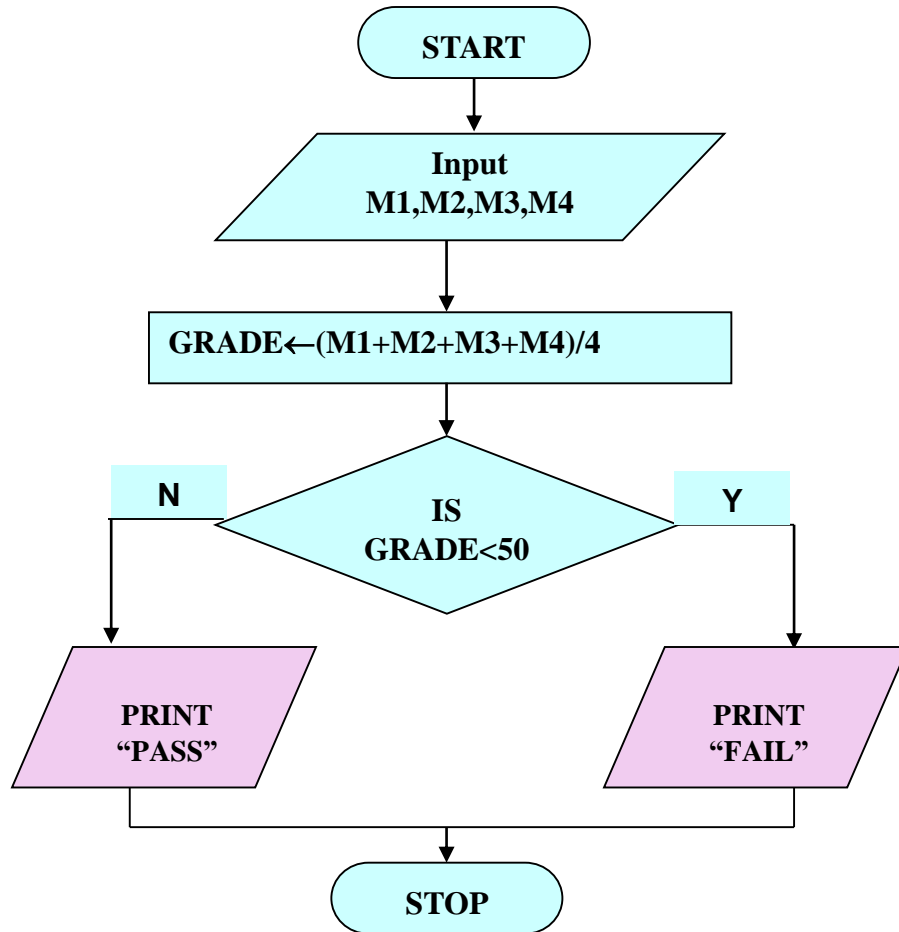 START
Input
M1,M2,M3,M4
GRADE←(M1+M2+M3+M4)/4
N
IS
GRADE<50
Y
PRINT
“PASS”
PRINT
“FAIL”
STOP